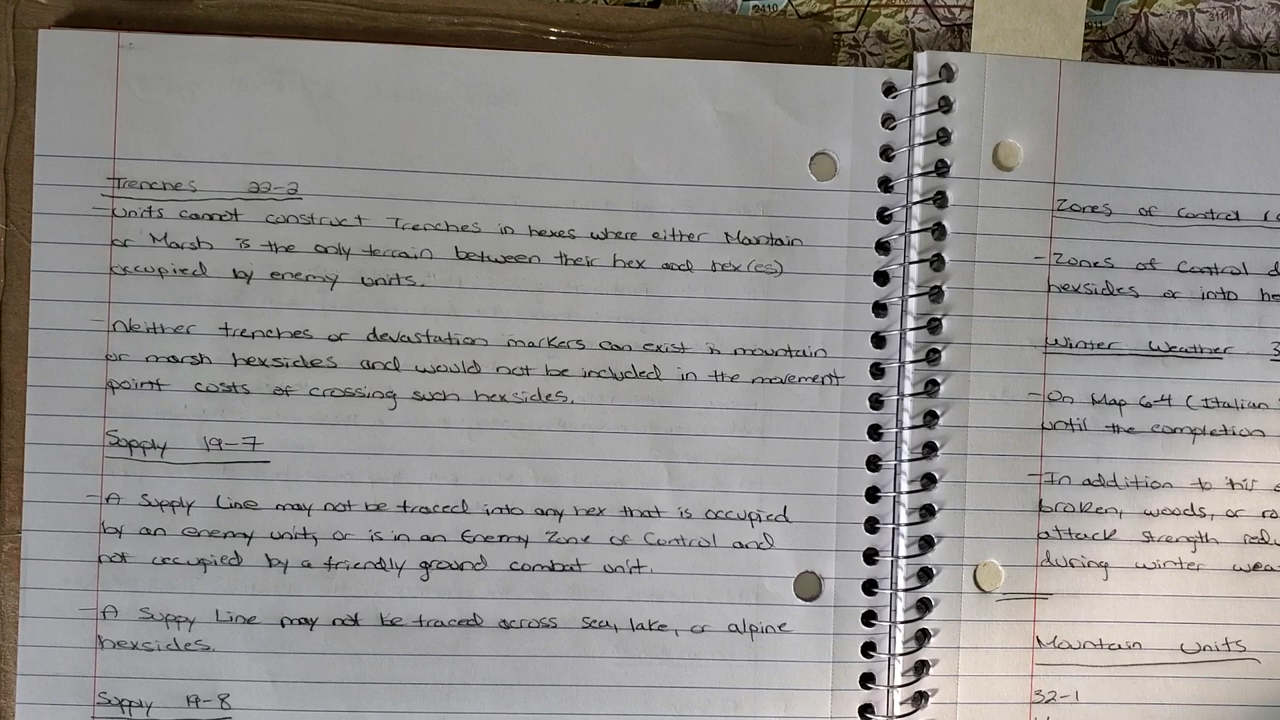 2410
3111
Trenches 22-2
-Units cannot construct Trenches in hexes where either Mountain
or Marsh is the only terrain between their hex and hex(es)
occupied by enemy units.
-Neither trenches or devastation markers can exist in mountain
or marsh hexsides and would not be included in the movement
point costs of crossing such hexsides.
Supply 19-7
-A Supply Line may not be traced into any hex that is occupied
by an enemy unit, or is in an Enemy Zone of Control and
not occupied by a friendly ground combat unit.
-A Suppy Line may not be traced across sea, lake, or alpine
hexsides.
Supply 19-8
Zones of Control
-Zones of Control
hexsides or into
Winter Weather 3
-On Map 6-4 (Italian
until the completion
-In addition to
broken, woods, or
attack strength
during winter
Mountain Units
32-1